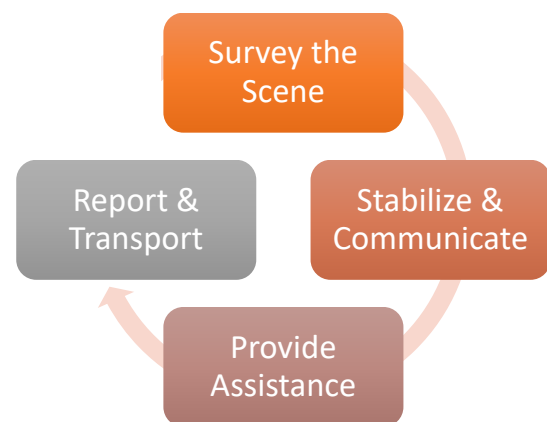 Survey the
Scene
Stabilize &
Communicate
Provide
Assistance
Report &
Transport